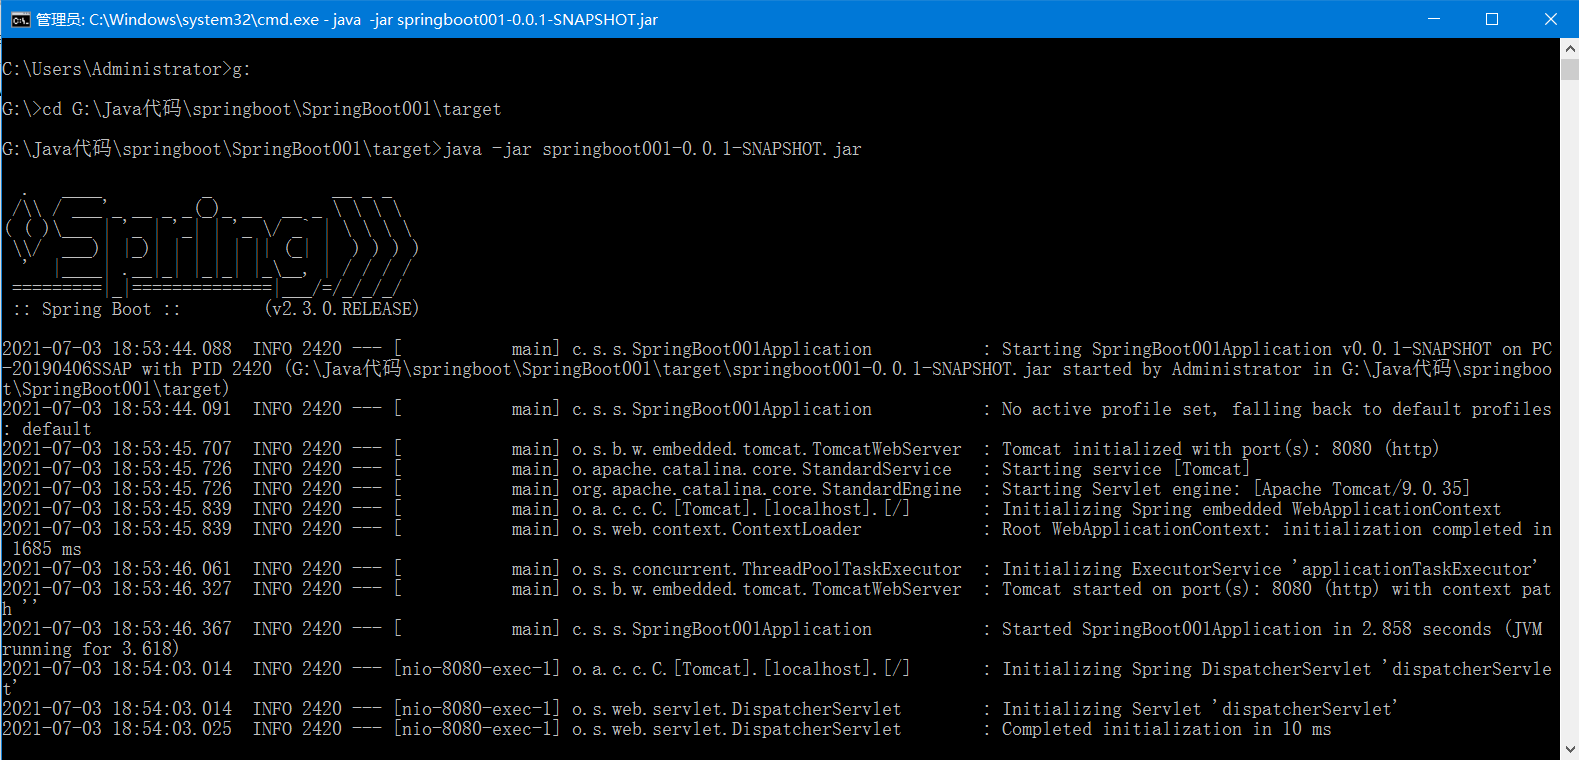 管理员: C:\Windows\system32\cmd.exe - java  -jar springboot001-0.0.1-SNAPSHOT.jar
C:\Users\Administrator>g:
G:\>cd G:\Java代码\springboot\SpringBoot001\target
G:\Java代码\springboot\SpringBoot001\target>java -jar springboot001-0.0.1-SNAPSHOT.jar
  .   ____          _            __ _ _
 /\\ / ___'_ __ _ _(_)_ __  __ _ \ \ \ \
( ( )\___ | '_ | '_| | '_ \/ _` | \ \ \ \
 \\/  ___)| |_)| | | | | || (_| |  ) ) ) )
  '  |____| .__|_| |_|_| |_\__, | / / / /
 =========|_|==============|___/=/_/_/_/
 :: Spring Boot ::        (v2.3.0.RELEASE)
2021-07-03 18:53:44.088  INFO 2420 --- [           main] c.s.s.SpringBoot001Application           : Starting SpringBoot001Application v0.0.1-SNAPSHOT on PC
-20190406SSAP with PID 2420 (G:\Java代码\springboot\SpringBoot001\target\springboot001-0.0.1-SNAPSHOT.jar started by Administrator in G:\Java代码\springboo
t\SpringBoot001\target)
2021-07-03 18:53:44.091  INFO 2420 --- [           main] c.s.s.SpringBoot001Application           : No active profile set, falling back to default profiles
: default
2021-07-03 18:53:45.707  INFO 2420 --- [           main] o.s.b.w.embedded.tomcat.TomcatWebServer  : Tomcat initialized with port(s): 8080 (http)
2021-07-03 18:53:45.726  INFO 2420 --- [           main] o.apache.catalina.core.StandardService   : Starting service [Tomcat]
2021-07-03 18:53:45.726  INFO 2420 --- [           main] org.apache.catalina.core.StandardEngine  : Starting Servlet engine: [Apache Tomcat/9.0.35]
2021-07-03 18:53:45.839  INFO 2420 --- [           main] o.a.c.c.C.[Tomcat].[localhost].[/]       : Initializing Spring embedded WebApplicationContext
2021-07-03 18:53:45.839  INFO 2420 --- [           main] o.s.web.context.ContextLoader            : Root WebApplicationContext: initialization completed in
 1685 ms
2021-07-03 18:53:46.061  INFO 2420 --- [           main] o.s.s.concurrent.ThreadPoolTaskExecutor  : Initializing ExecutorService 'applicationTaskExecutor'
2021-07-03 18:53:46.327  INFO 2420 --- [           main] o.s.b.w.embedded.tomcat.TomcatWebServer  : Tomcat started on port(s): 8080 (http) with context pat
h ''
2021-07-03 18:53:46.367  INFO 2420 --- [           main] c.s.s.SpringBoot001Application           : Started SpringBoot001Application in 2.858 seconds (JVM
running for 3.618)
2021-07-03 18:54:03.014  INFO 2420 --- [nio-8080-exec-1] o.a.c.c.C.[Tomcat].[localhost].[/]       : Initializing Spring DispatcherServlet 'dispatcherServle
t'
2021-07-03 18:54:03.014  INFO 2420 --- [nio-8080-exec-1] o.s.web.servlet.DispatcherServlet        : Initializing Servlet 'dispatcherServlet'
2021-07-03 18:54:03.025  INFO 2420 --- [nio-8080-exec-1] o.s.web.servlet.DispatcherServlet        : Completed initialization in 10 ms